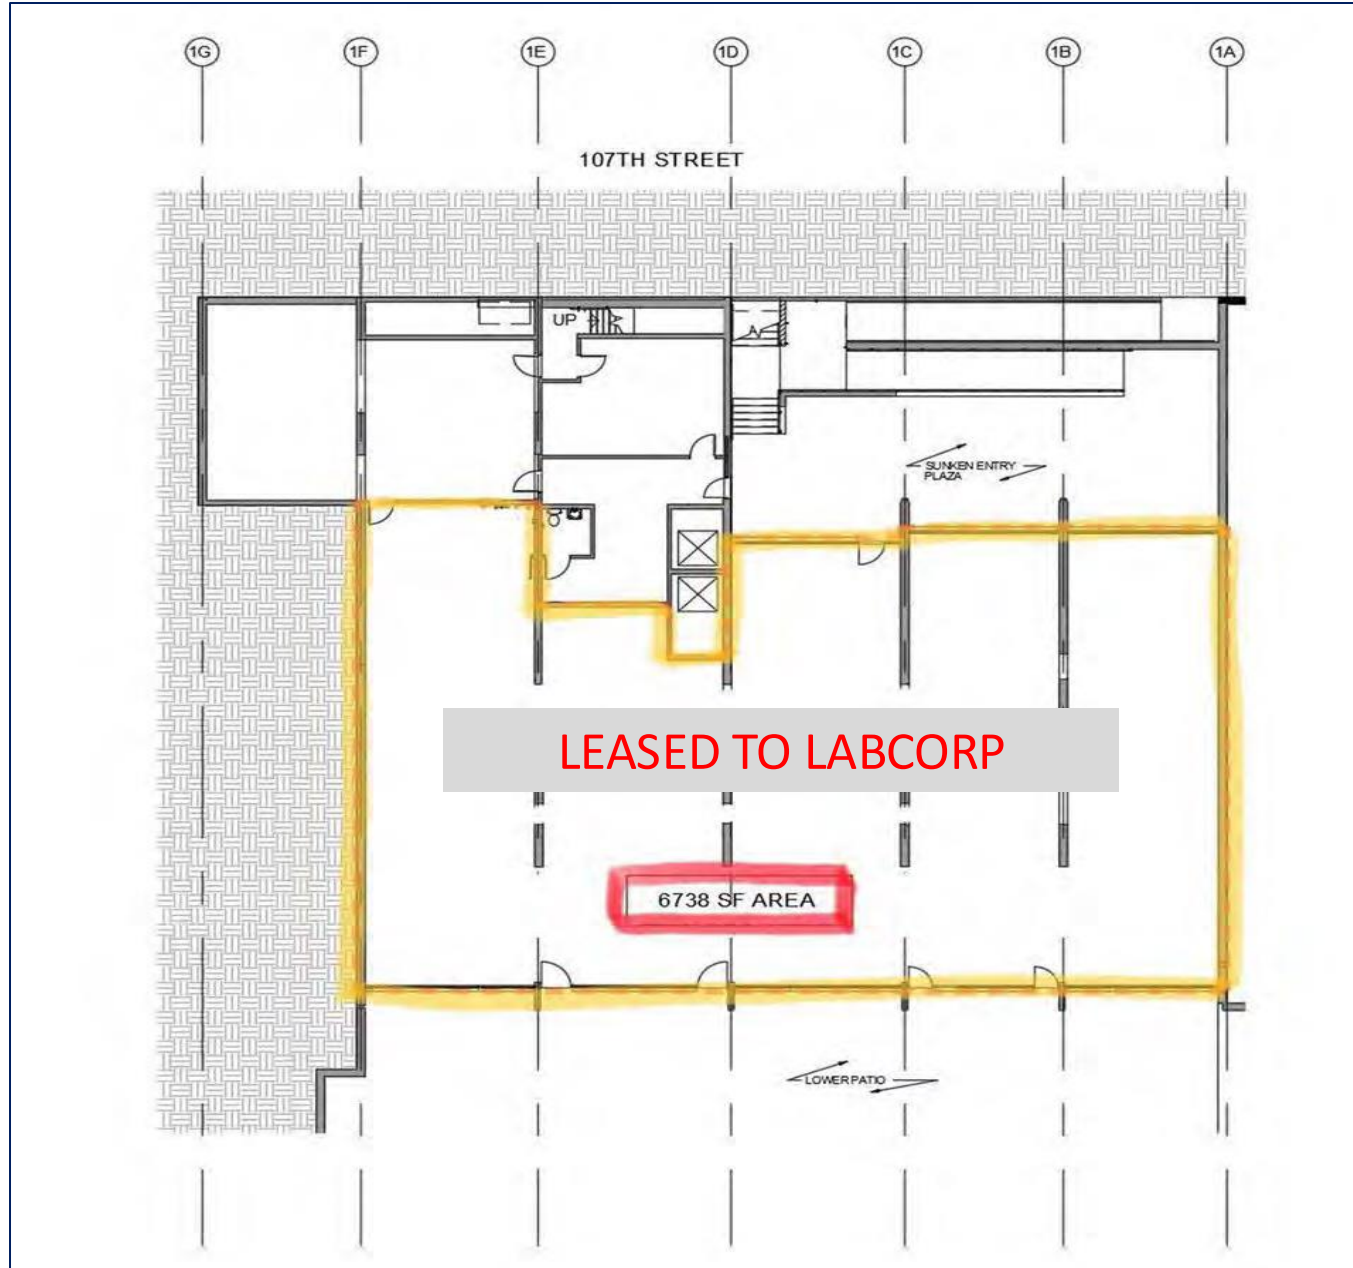 1G 1F 1E 1D 1C 1B 1A
107TH STREET
UP
SUNKEN ENTRY
PLAZA
LEASED TO LABCORP
6738 SF AREA
LOWER PATIO